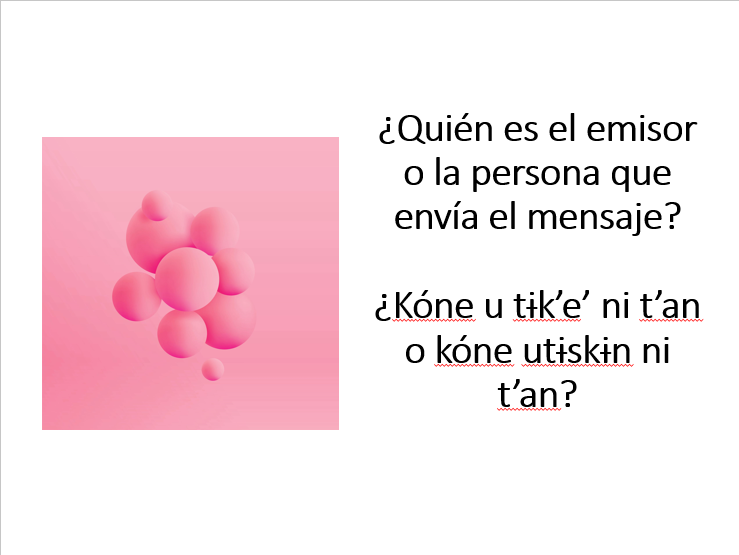 ¿Quién es el emisor
o la persona que
envía el mensaje?
¿Kóne u tɨk’e’ ni t’an
o kóne utɨskɨn ni
t’an?